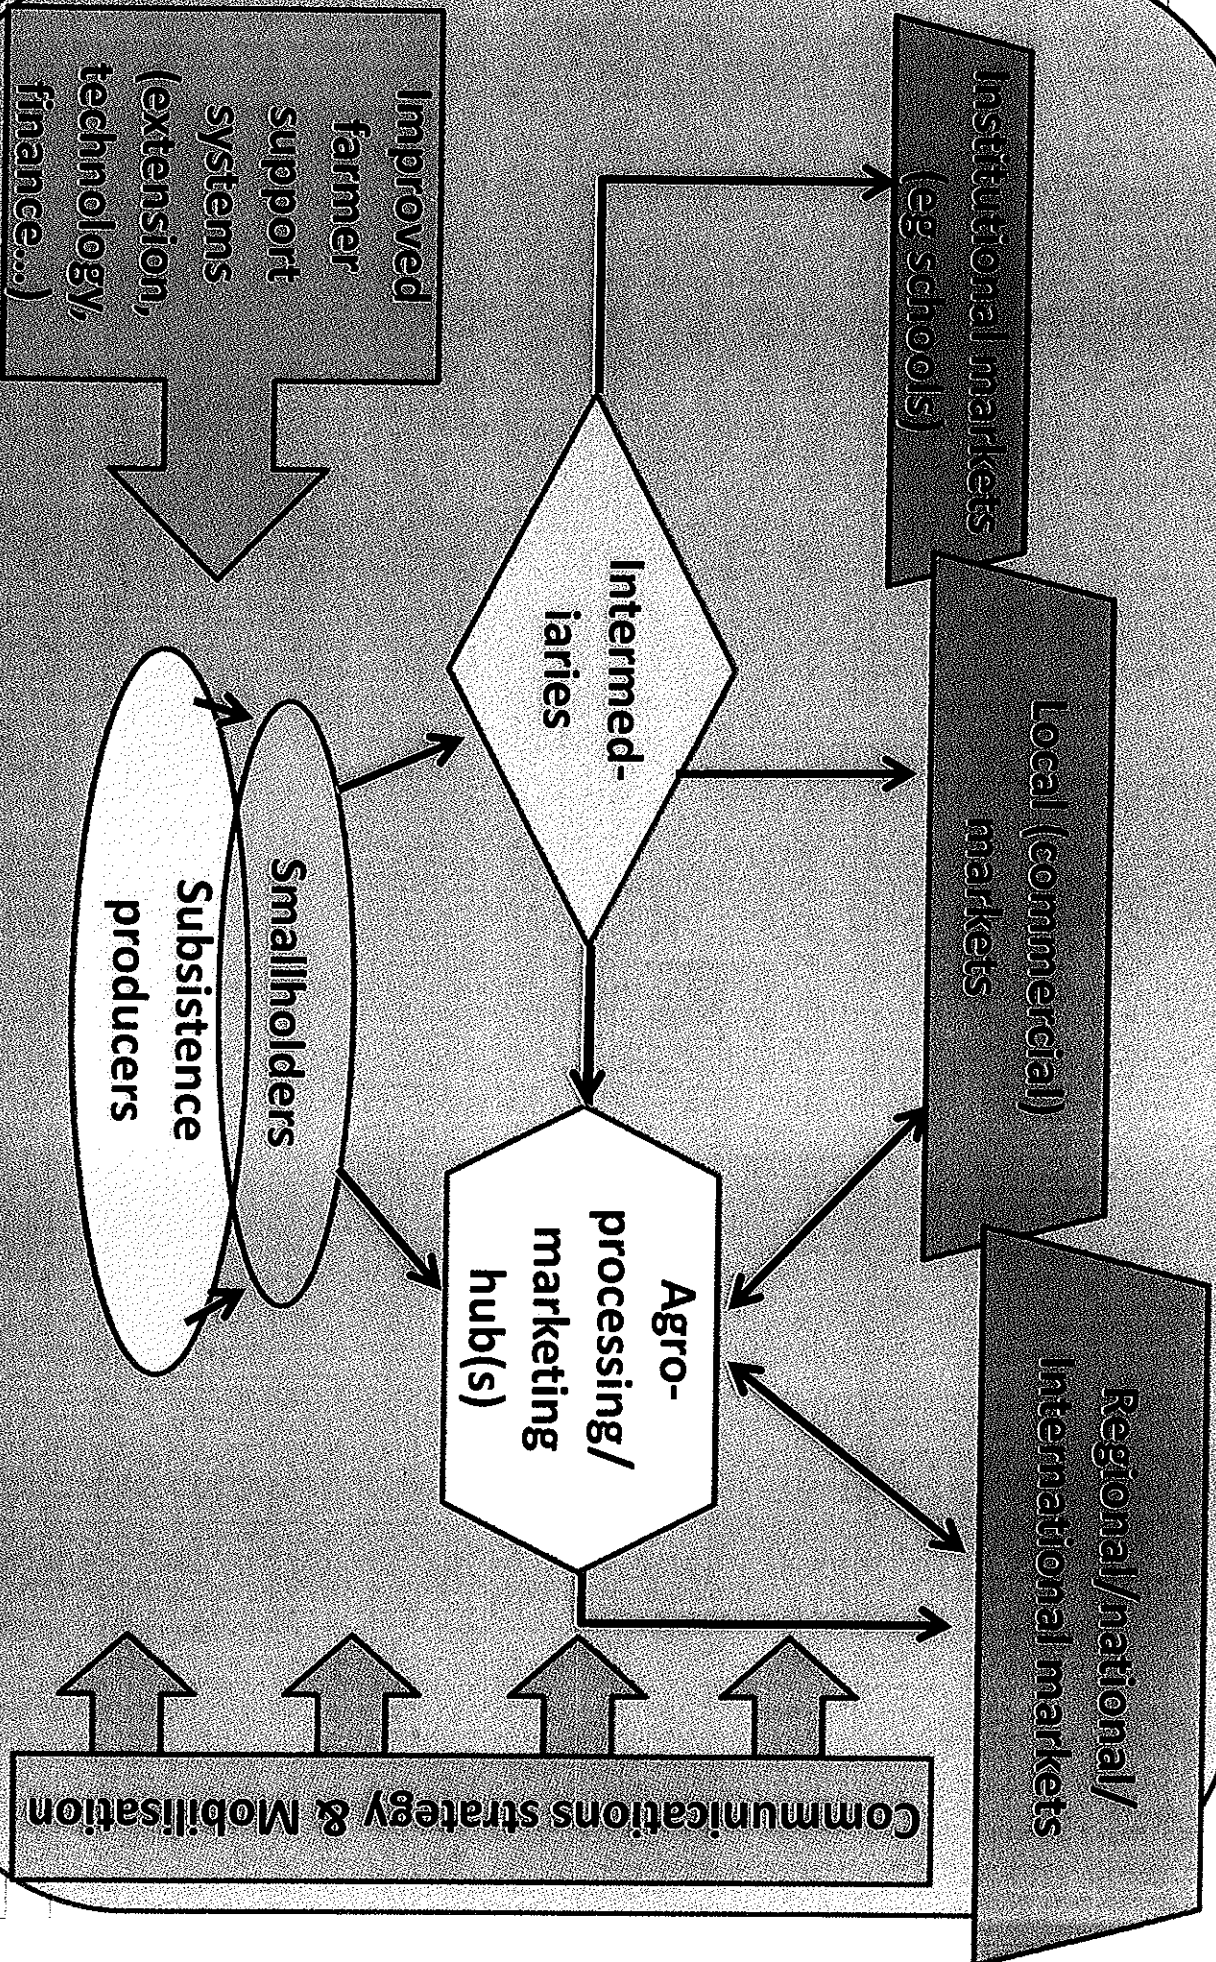 Institutional markets
(eg schools)
Local (commercial)
markets
Regional/national/
International markets
Intermed-
iaries
Agro-
processing/
marketing
hub(s)
Improved
farmer
support
systems
(extension,
technology,
finance....)
Smallholders
Subsistence
producers
Communications strategy & Mobilisation